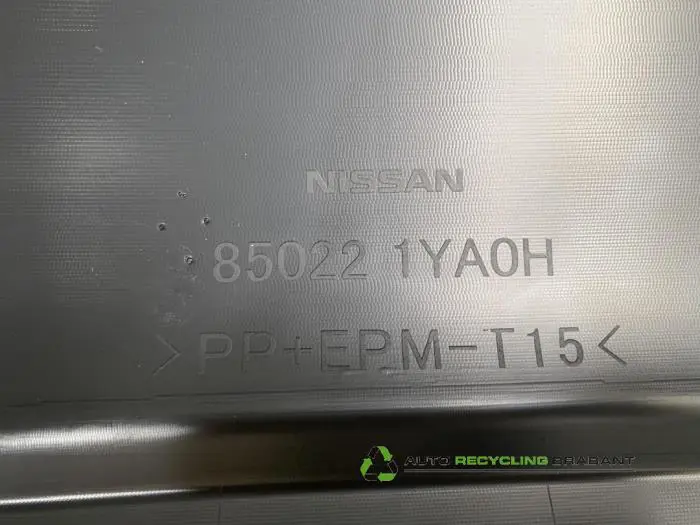 NISSAN
85022 1YA0H
>PP+EPM-T15<
AUTO RECYCLING BRABANT